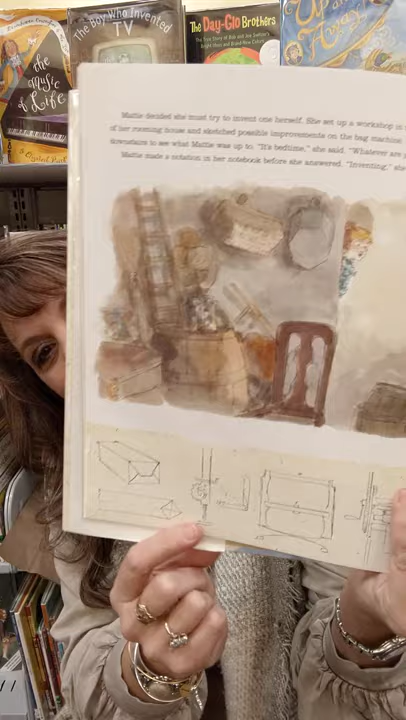 The Boy Who Invented
TV
The Day-Glo Brothers
The True Story of Bob and Joe Switzer's
Bright Ideas and Brand-New Colors
Up and
Away!
the
Music
of Life
Mattie decided she must try to invent one herself. She set up a workshop in
of her rooming house and sketched possible improvements on the bag machine
downstairs to see what Mattie was up to. "It's bedtime," she said. "Whatever are
Mattie made a notation in her notebook before she answered. "Inventing," she